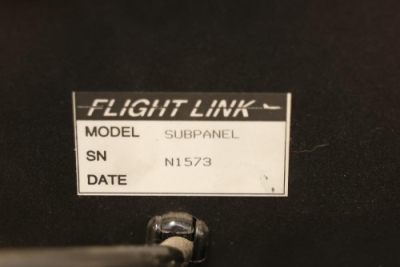 FLIGHT LINK
MODEL SUBPANEL
SN N1573
DATE